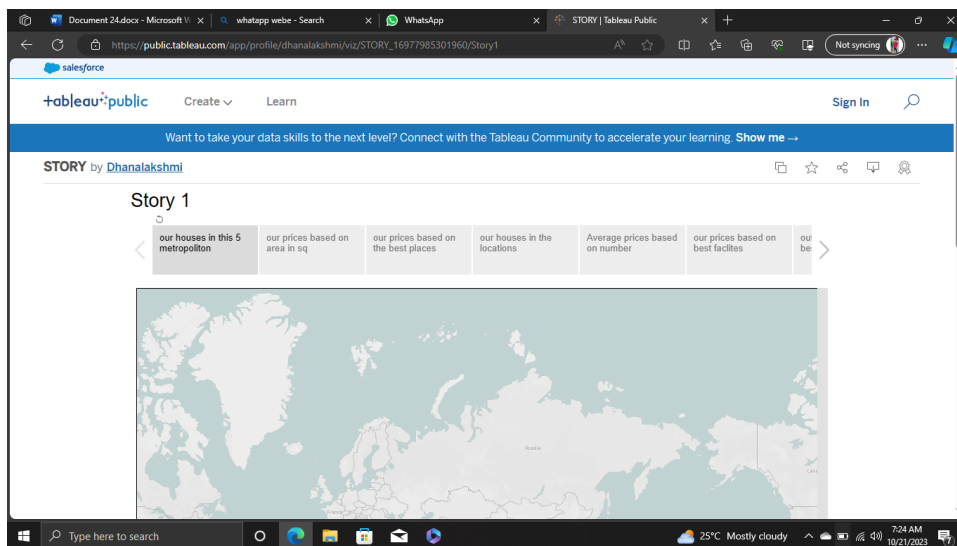 Document 24.docx - Microsoft W
whatapp webe - Search
WhatsApp
STORY | Tableau Public
https://public.tableau.com/app/profile/dhanalakshmi/viz/STORY_16977985301960/Story1
Not syncing
salesforce
+ableau public
Create
Learn
Sign In
Want to take your data skills to the next level? Connect with the Tableau Community to accelerate your learning. Show me →
STORY by Dhanalakshmi
Story 1
our houses in this 5
metropoliton
our prices based on
area in sq
our prices based on
the best places
our houses in the
locations
Average prices based
on number
our prices based on
best faclites
ou
be
Russia
France
Type here to search
25°C Mostly cloudy
7:24 AM
10/21/2023
7